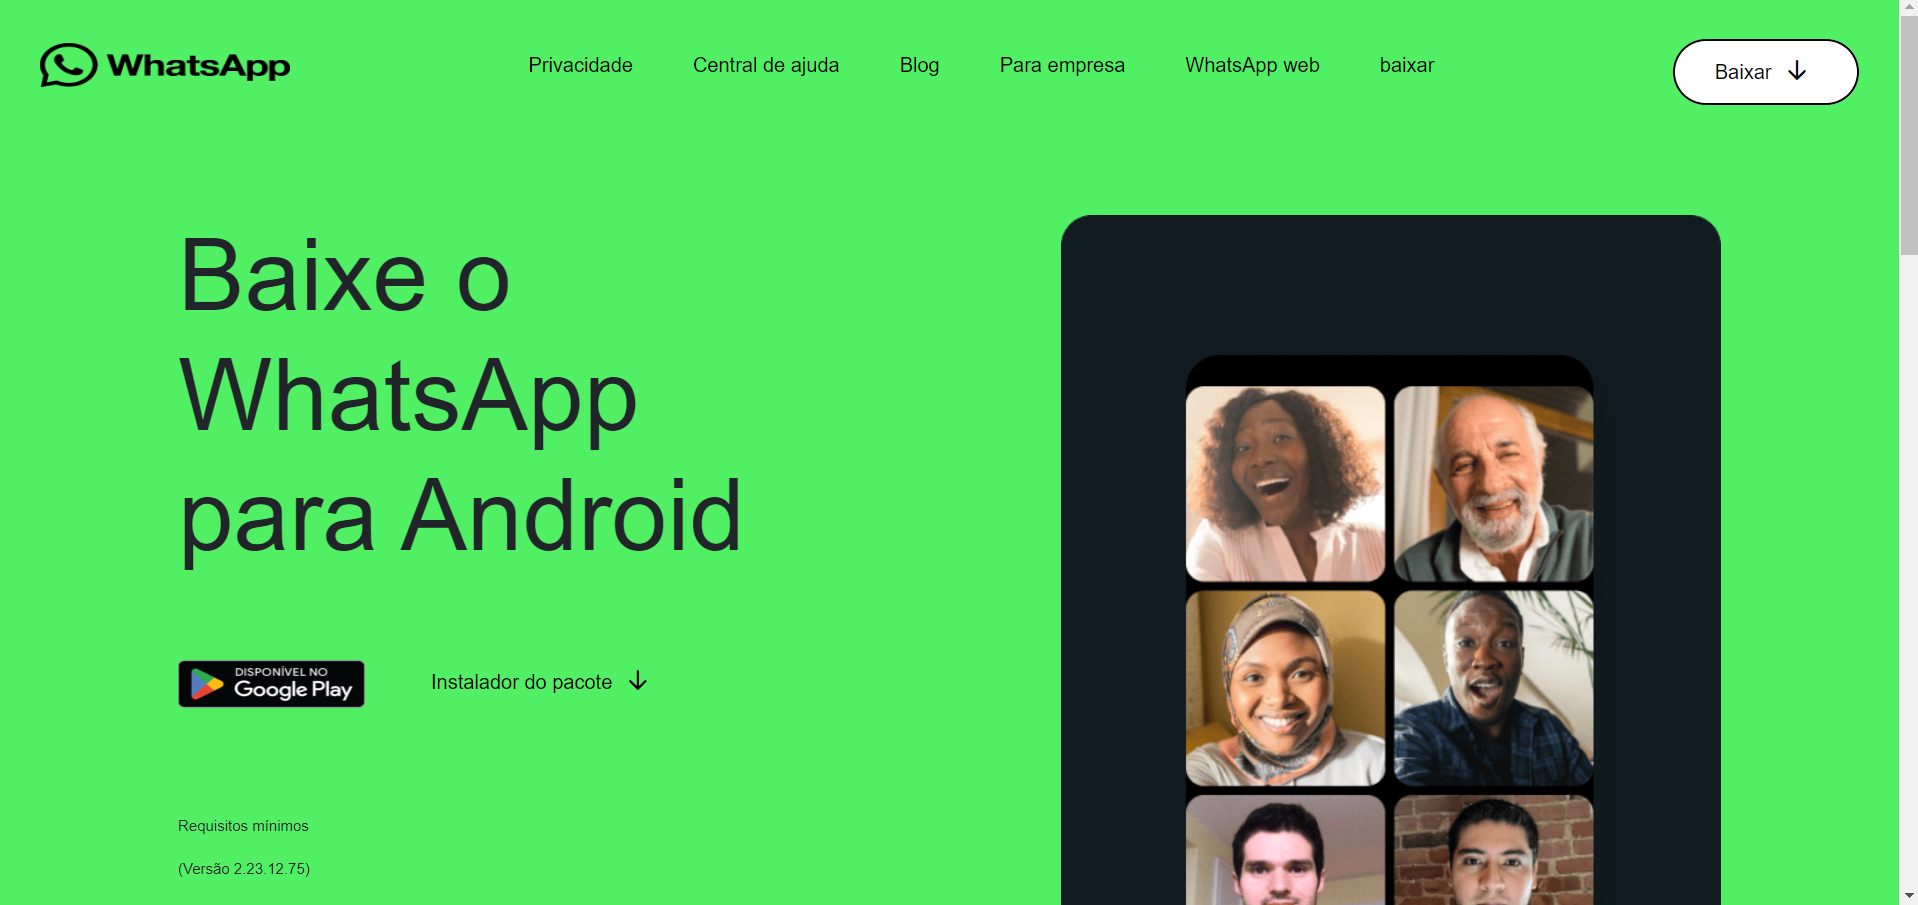 WhatsApp
Privacidade
Central de ajuda
Blog
Para empresa
WhatsApp web
baixar
Baixar
Baixe o
WhatsApp
para Android
DISPONÍVEL NO
Google Play
Instalador do pacote
Requisitos mínimos
(Versão 2.23.12.75)